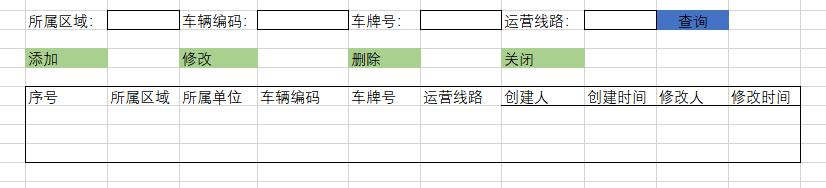 所属区域: 车辆编码: 车牌号: 运营线路: 查询
添加 修改 删除 关闭
序号 所属区域 所属单位 车辆编码 车牌号 运营线路 创建人 创建时间 修改人 修改时间